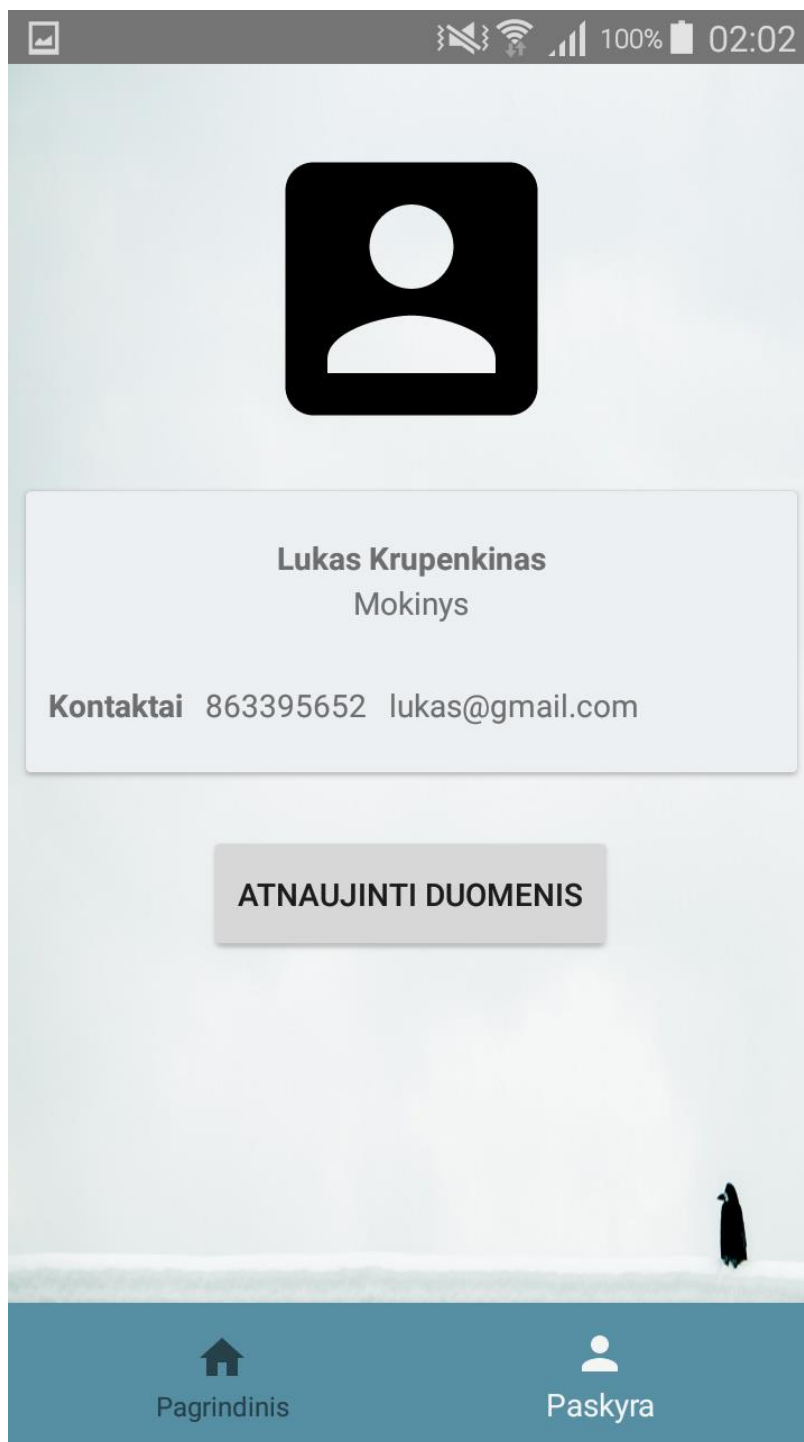 100% 02:02
Lukas Krupenkinas
Mokinys
Kontaktai 863395652 lukas@gmail.com
ATNAUJINTI DUOMENIS
Pagrindinis Paskyra